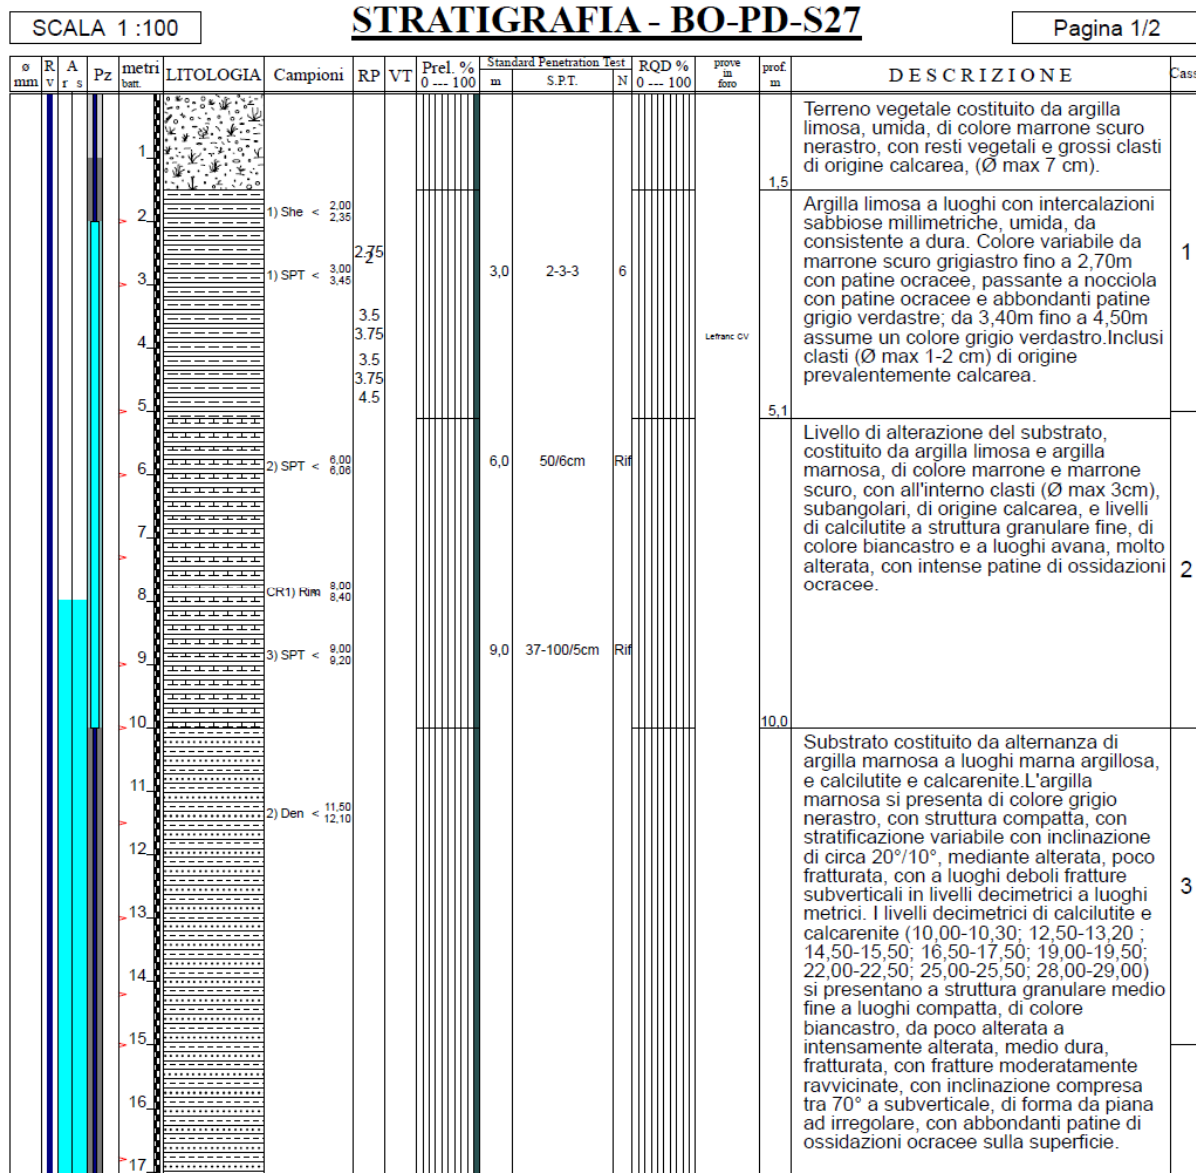 SCALA 1 :100
STRATIGRAFIA - BO-PD-S27
Pagina 1/2
ø mm
R v
A r s
Pz
metri batt.
LITOLOGIA
Campioni
RP
VT
Prel. % 0 --- 100
Standard Penetration Test
m
S.P.T.
N
RQD % 0 --- 100
prove in foro
prof. m
DESCRIZIONE
Cass
Terreno vegetale costituito da argilla
limosa, umida, di colore marrone scuro
nerastro, con resti vegetali e grossi clasti
di origine calcarea, (Ø max 7 cm).
1
1,5
Argilla limosa a luoghi con intercalazioni
sabbiose millimetriche, umida, da
consistente a dura. Colore variabile da
marrone scuro grigiastro fino a 2,70m
con patine ocracee, passante a nocciola
con patine ocracee e abbondanti patine
grigio verdastre; da 3,40m fino a 4,50m
assume un colore grigio verdastro.Inclusi
clasti (Ø max 1-2 cm) di origine
prevalentemente calcarea.
1
2
1) She < 2,00 2,35
2.75
2
3
1) SPT < 3,00 3,45
3,0
2-3-3
6
3.5
3.75
4
Lefranc CV
3.5
3.75
4.5
5
5,1
Livello di alterazione del substrato,
costituito da argilla limosa e argilla
marnosa, di colore marrone e marrone
scuro, con all'interno clasti (Ø max 3cm),
subangolari, di origine calcarea, e livelli
di calcilutite a struttura granulare fine, di
colore biancastro e a luoghi avana, molto
alterata, con intense patine di ossidazioni
ocracee.
2
6
2) SPT < 6,00 6,06
6,0
50/6cm
Rif
7
8
CR1) Rim 8,00 8,40
9
3) SPT < 9,00 9,20
9,0
37-100/5cm
Rif
10
10,0
Substrato costituito da alternanza di
argilla marnosa a luoghi marna argillosa,
e calcilutite e calcarenite.L'argilla
marnosa si presenta di colore grigio
nerastro, con struttura compatta, con
stratificazione variabile con inclinazione
di circa 20°/10°, mediante alterata, poco
fratturata, con a luoghi deboli fratture
subverticali in livelli decimetrici a luoghi
metrici. I livelli decimetrici di calcilutite e
calcarenite (10,00-10,30; 12,50-13,20 ;
14,50-15,50; 16,50-17,50; 19,00-19,50;
22,00-22,50; 25,00-25,50; 28,00-29,00)
si presentano a struttura granulare medio
fine a luoghi compatta, di colore
biancastro, da poco alterata a
intensamente alterata, medio dura,
fratturata, con fratture moderatamente
ravvicinate, con inclinazione compresa
tra 70° a subverticale, di forma da piana
ad irregolare, con abbondanti patine di
ossidazioni ocracee sulla superficie.
3
11
2) Den < 11,50 12,10
12
13
14
15
16
17